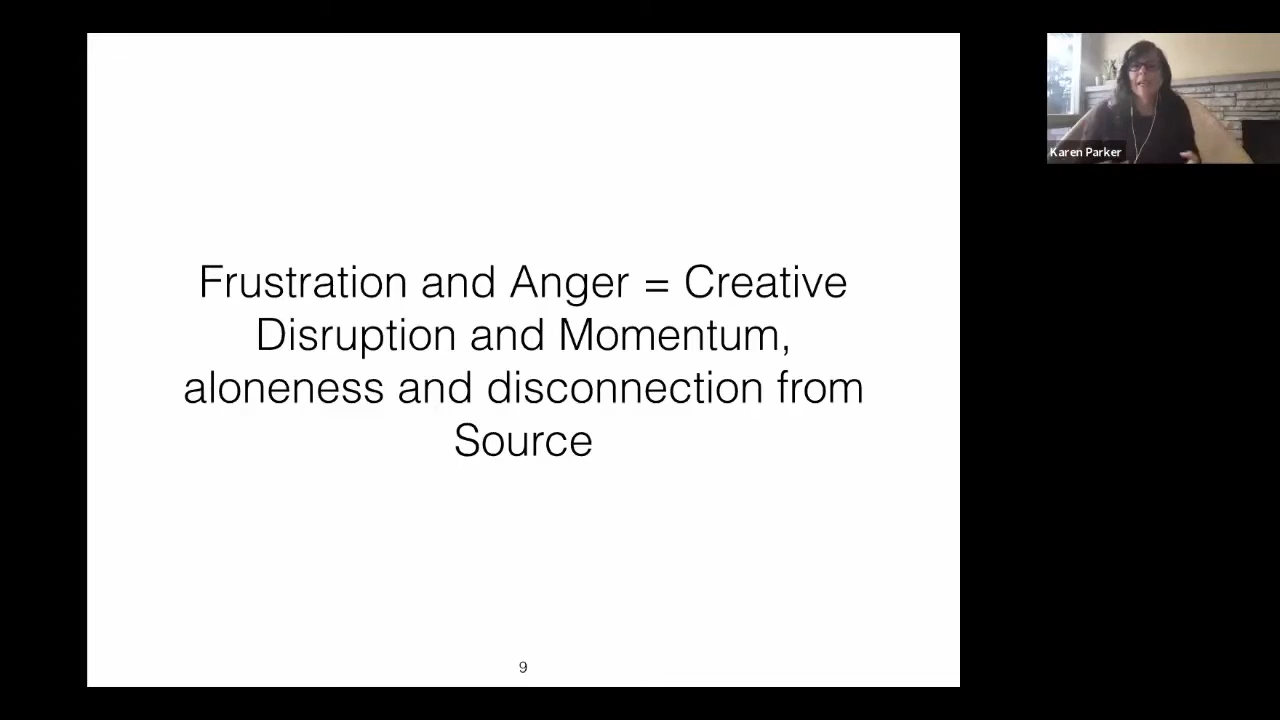 Frustration and Anger = Creative
Disruption and Momentum,
aloneness and disconnection from
Source
9
Karen Parker